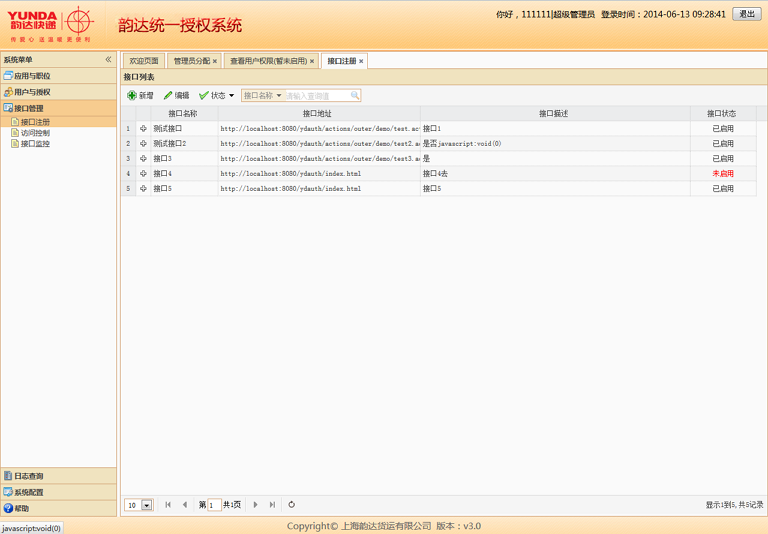 YUNDA
韵达快递
传递心 送温暖更便利
韵达统一授权系统
你好，111111|超级管理员 登录时间：2014-06-13 09:28:41 退出
系统菜单
应用与职位
用户与授权
接口管理
接口注册
访问控制
接口监控
日志查询
系统配置
帮助
欢迎页面 管理员分配 查看用户权限(暂未启用) 接口注册
接口列表
新增 编辑 状态 接口名称 请输入查询值
接口名称 接口地址 接口描述 接口状态
1 测试接口 http://localhost:8080/ydauth/actions/outer/demo/test.ac 接口1 已启用
2 测试接口2 http://localhost:8080/ydauth/actions/outer/demo/test2.a 是否javascript:void(0) 已启用
3 接口3 http://localhost:8080/ydauth/actions/outer/demo/test3.a 是 已启用
4 接口4 http://localhost:8080/ydauth/index.html 接口4去 未启用
5 接口5 http://localhost:8080/ydauth/index.html 接口5 已启用
10 第 1 共1页 显示1到5, 共5记录
javascript:void(0)
Copyright© 上海韵达货运有限公司 版本：v3.0